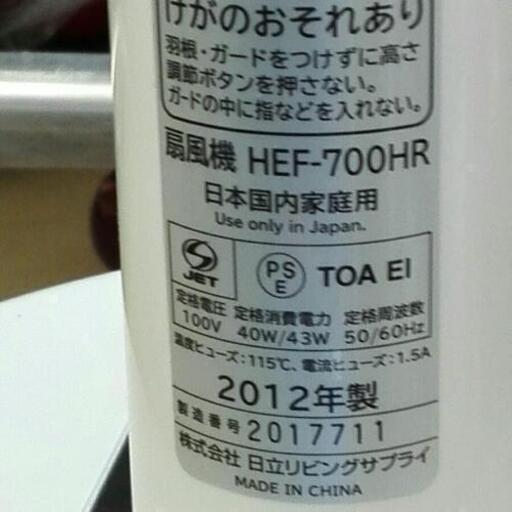 けがのおそれあり
羽根・ガードをつけずに高さ
調節ボタンを押さない。
ガードの中に指などを入れない。
扇風機 HEF-700HR
日本国内家庭用
Use only in Japan.
JET PSE TOA EI
定格電圧 定格消費電力 定格周波数
100V 40W/43W 50/60Hz
温度ヒューズ:115℃、電流ヒューズ:1.5A
2012年製
製造番号 2017711
株式会社 日立リビングサプライ
MADE IN CHINA